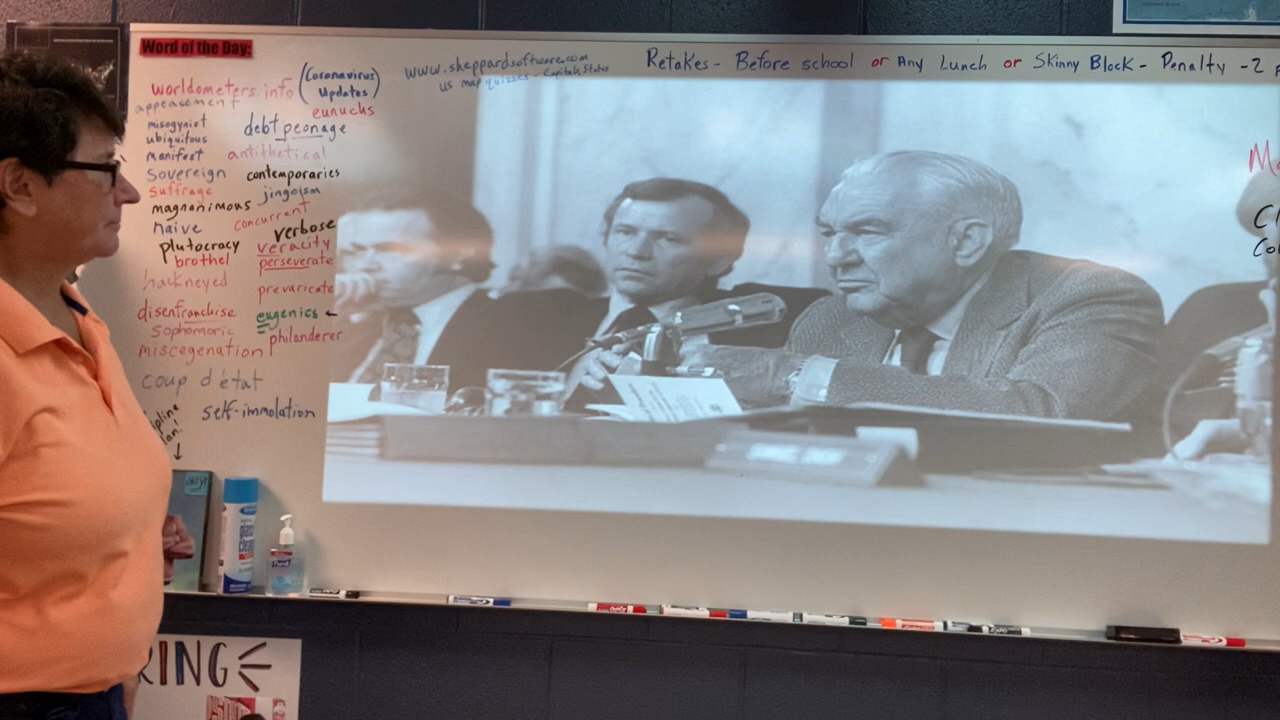 Word of the Day:
worldometers.info (Coronavirus Updates)
www.sheppardsoftware.com
us map quizzes - Capitals, States
Retakes - Before school or Any Lunch or Skinny Block - Penalty -2
appeasement
eunuchs
misogynist
debt peonage
ubiquitous
manifest
antithetical
sovereign
contemporaries
suffrage
jingoism
magnanimous
concurrent
naive
verbose
plutocracy
veracity
brothel
perseverate
hackneyed
prevaricate
disenfranchise
eugenics ←
sophomoric
philanderer
miscegenation
coup d'état
self-immolation
RING
Purell